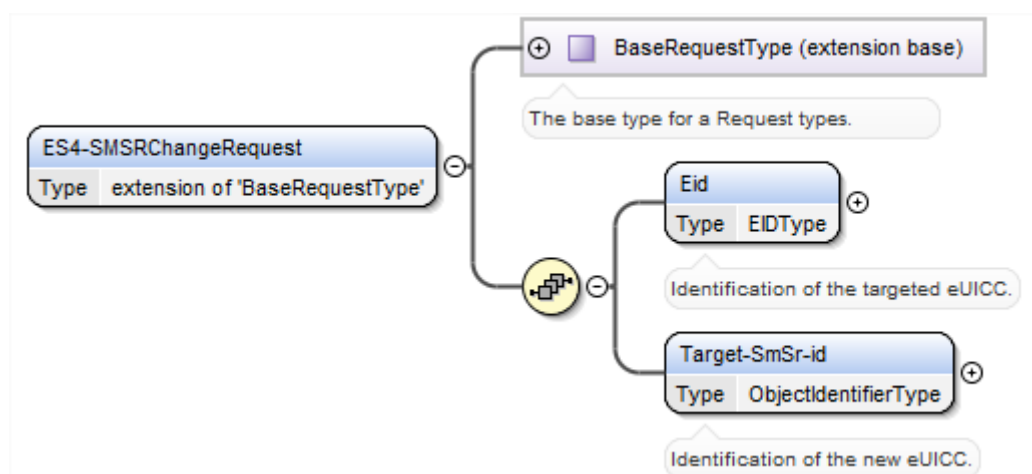 BaseRequestType (extension base)
The base type for a Request types.
ES4-SMSRChangeRequest
Type extension of 'BaseRequestType'
Eid
Type EIDType
Identification of the targeted eUICC.
Target-SmSr-id
Type ObjectIdentifierType
Identification of the new eUICC.